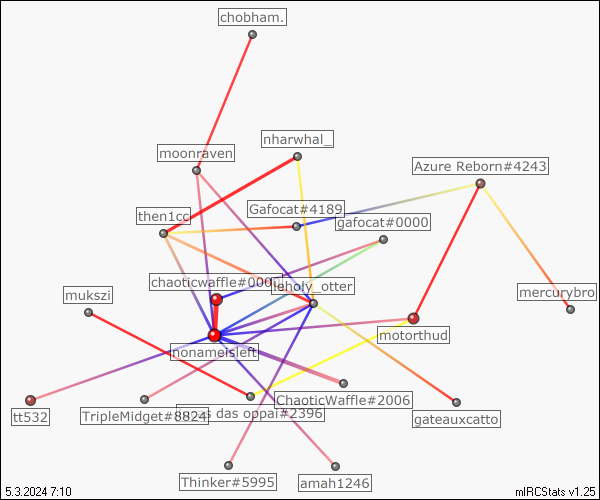 chobham.
moonraven
nharwhal_
Azure Reborn#4243
then1cc
Gafocat#4189
gafocat#0000
chaoticwaffle#000
leholy_otter
mukszi
mercurybro
nonameisleft
motorthud
ChaoticWaffle#2006
tt532
TripleMidget#8824
das oppai#2396
gateauxcatto
Thinker#5995
amah1246
5.3.2024 7:10
mIRCStats v1.25